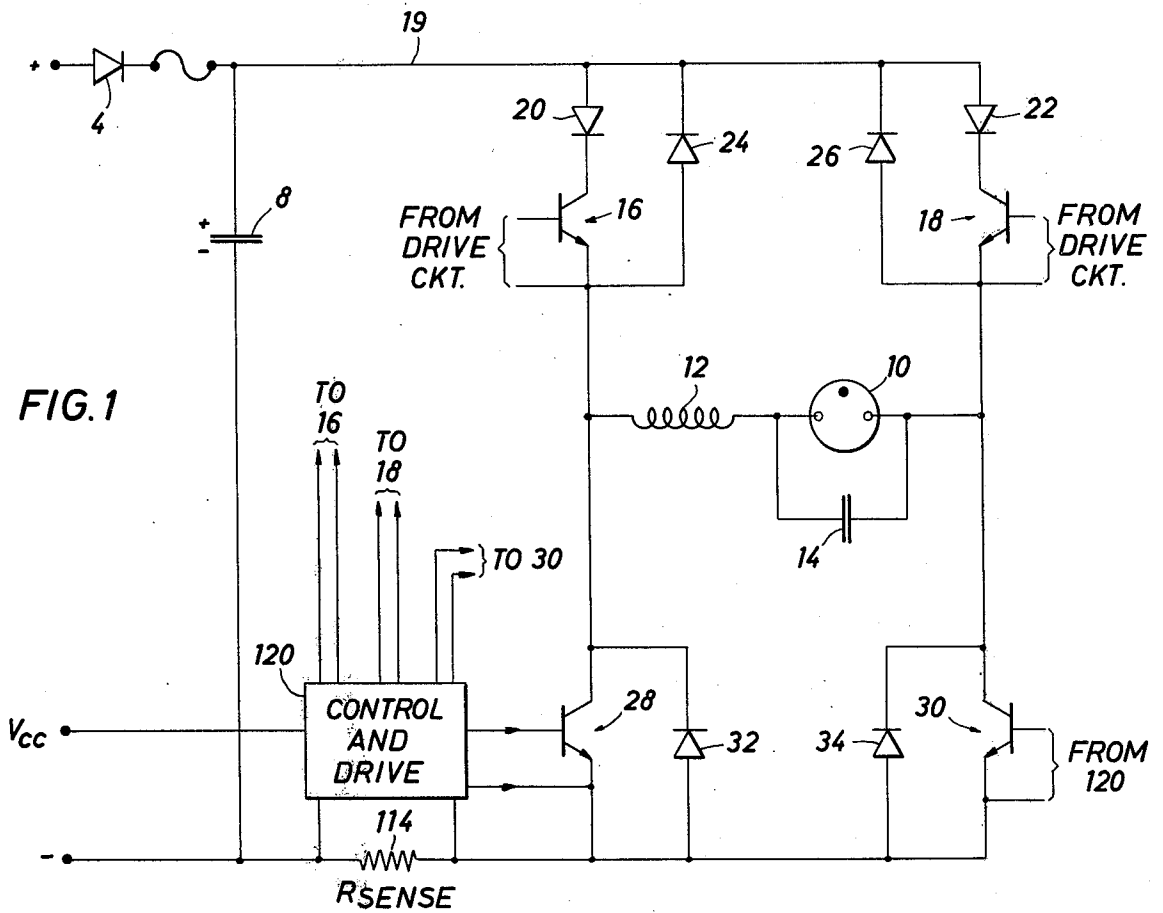 19
+
4
20
24
26
22
+
8
-
FROM
DRIVE
CKT.
16
18
FROM
DRIVE
CKT.
FIG.1
12
10
14
TO
16
TO
18
TO 30
120
CONTROL
AND
DRIVE
VCC
28
32
34
30
FROM
120
-
114
RSENSE